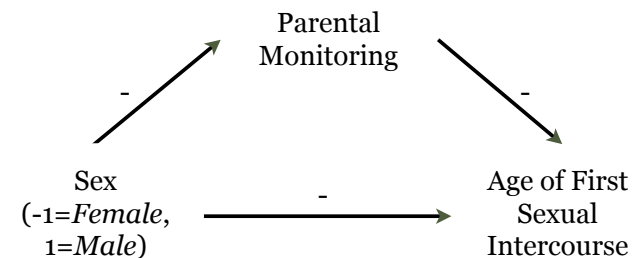 Parental
Monitoring
-
-
Sex
(-1=Female,
1=Male)
-
Age of First
Sexual
Intercourse